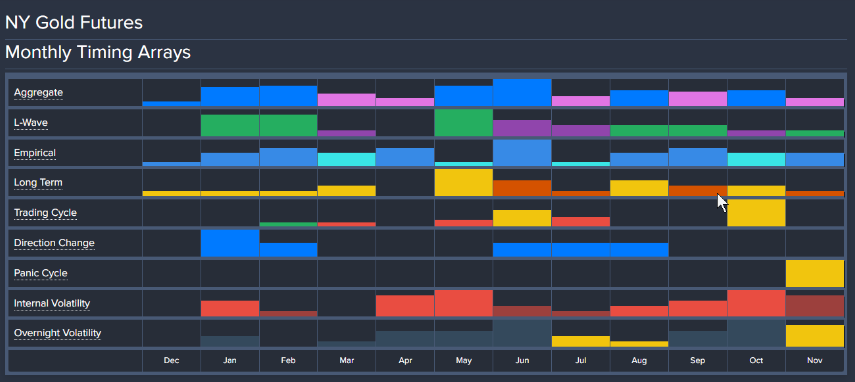 NY Gold Futures
Monthly Timing Arrays
Aggregate
L-Wave
Empirical
Long Term
Trading Cycle
Direction Change
Panic Cycle
Internal Volatility
Overnight Volatility
Dec Jan Feb Mar Apr May Jun Jul Aug Sep Oct Nov